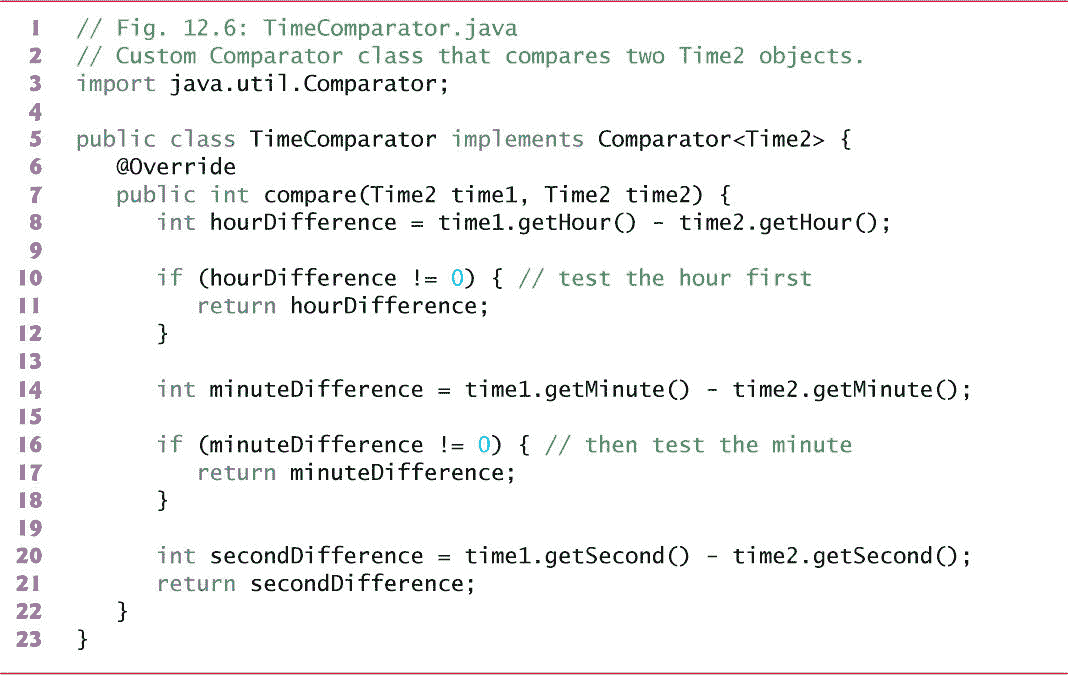 1 // Fig. 12.6: TimeComparator.java
2 // Custom Comparator class that compares two Time2 objects.
3 import java.util.Comparator;
4
5 public class TimeComparator implements Comparator<Time2> {
6 @Override
7 public int compare(Time2 time1, Time2 time2) {
8 int hourDifference = time1.getHour() - time2.getHour();
9
10 if (hourDifference != 0) { // test the hour first
11 return hourDifference;
12 }
13
14 int minuteDifference = time1.getMinute() - time2.getMinute();
15
16 if (minuteDifference != 0) { // then test the minute
17 return minuteDifference;
18 }
19
20 int secondDifference = time1.getSecond() - time2.getSecond();
21 return secondDifference;
22 }
23 }